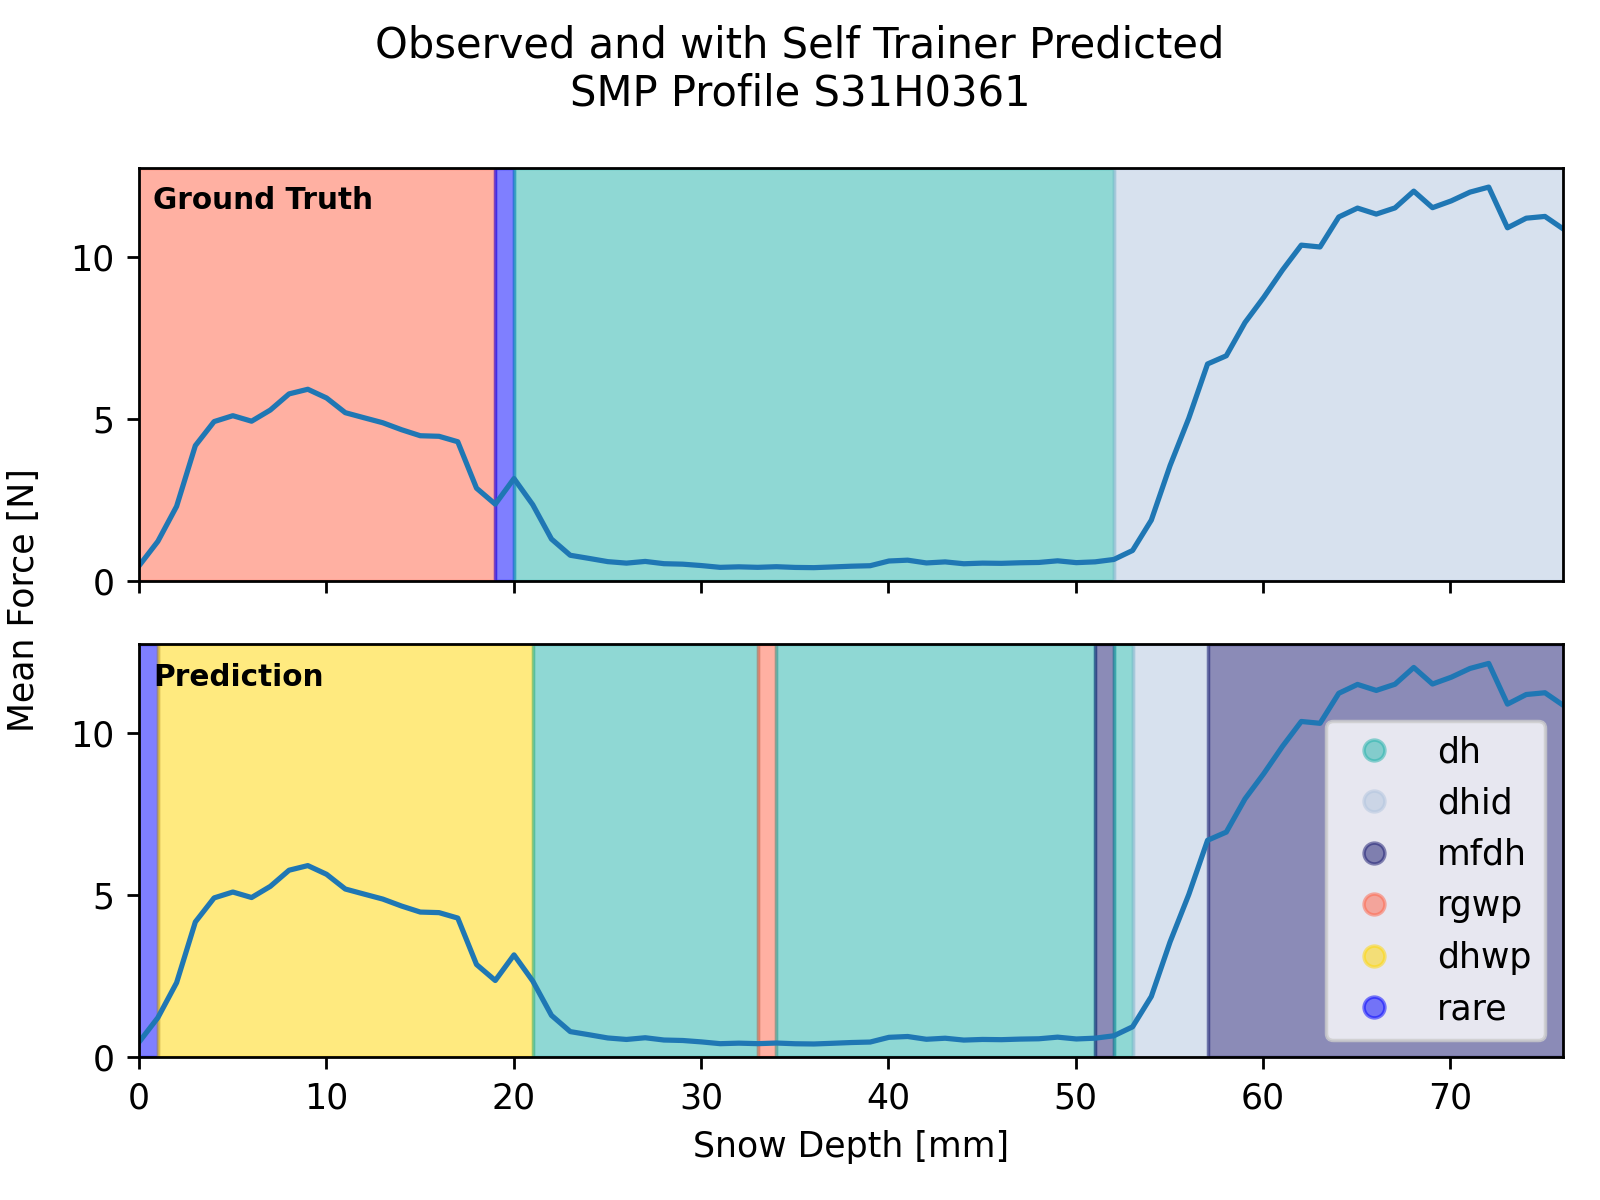 Observed and with Self Trainer Predicted
SMP Profile S31H0361
Ground Truth
10
5
0
Mean Force [N]
Prediction
10
5
0
dh
dhid
mfdh
rgwp
dhwp
rare
0 10 20 30 40 50 60 70
Snow Depth [mm]